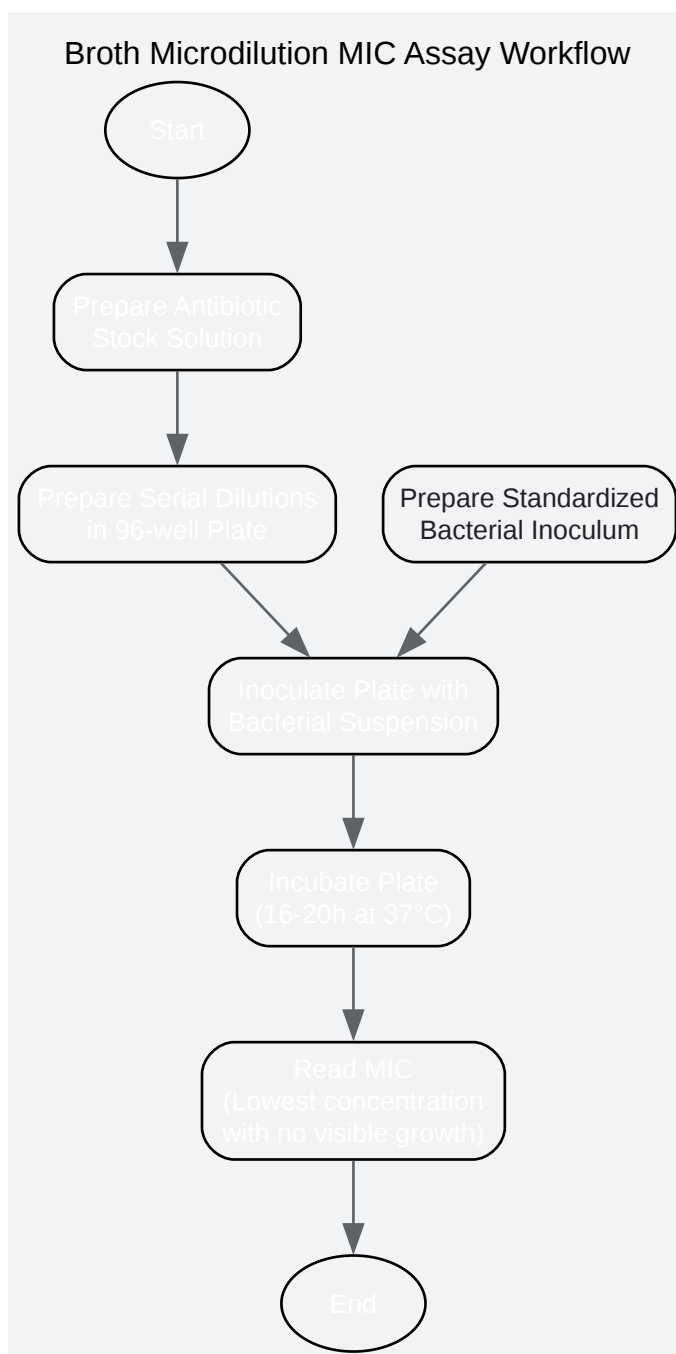 Broth Microdilution MIC Assay Workflow
Start
Prepare Antibiotic
Stock Solution
Prepare Serial Dilutions
in 96-well Plate
Prepare Standardized
Bacterial Inoculum
Inoculate Plate with
Bacterial Suspension
Incubate Plate
(16-20h at 37°C)
Read MIC
(Lowest concentration
with no visible growth)
End